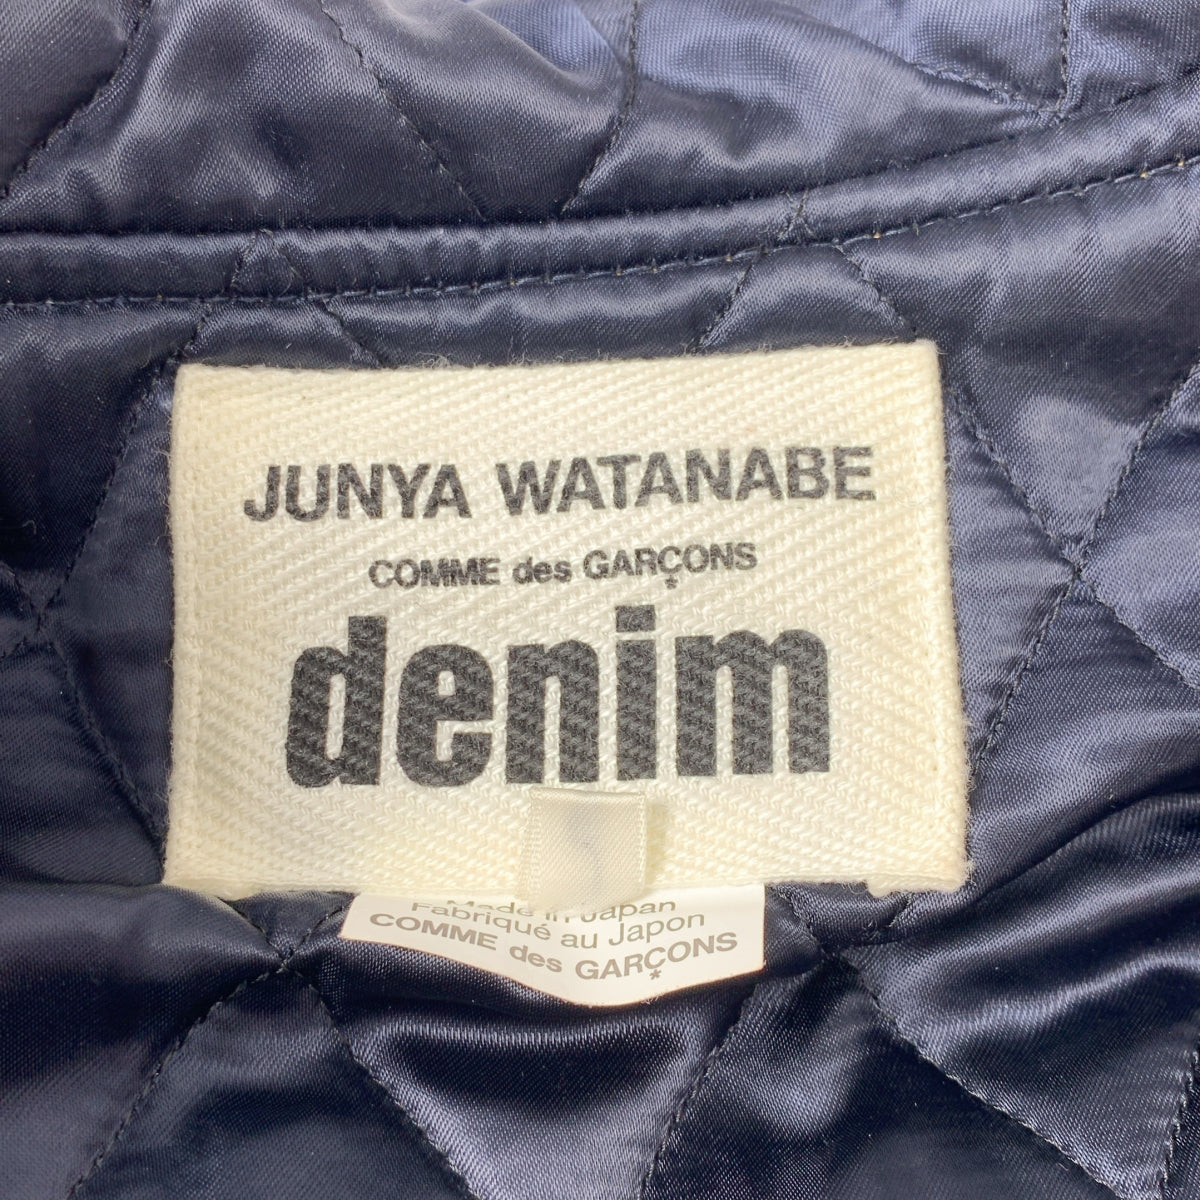 JUNYA WATANABE
COMME des GARÇONS
denim
Made in Japan
Fabriqué au Japon
COMME des GARÇONS